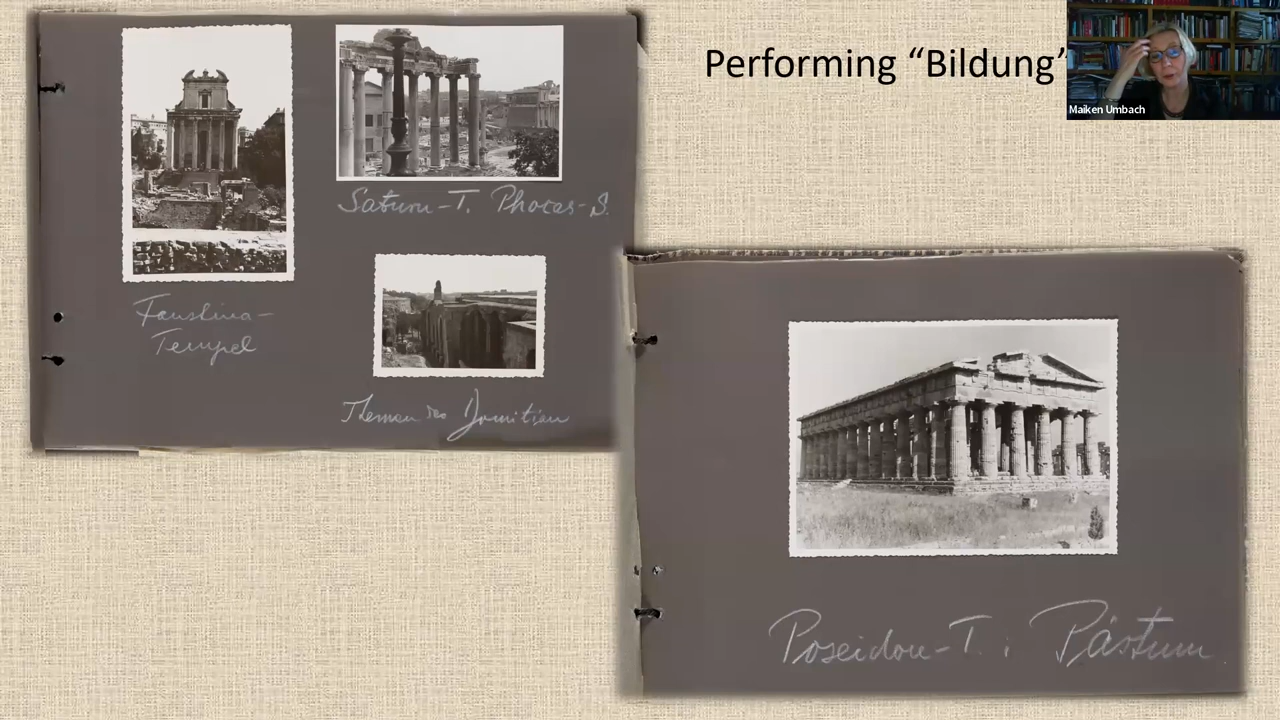 Performing “Bildung”
Maiken Umbach
Saturn-T. Phocas-S.
Faustina-
Tempel
Thermen des Domitian
Poseidon-T. : Pästum